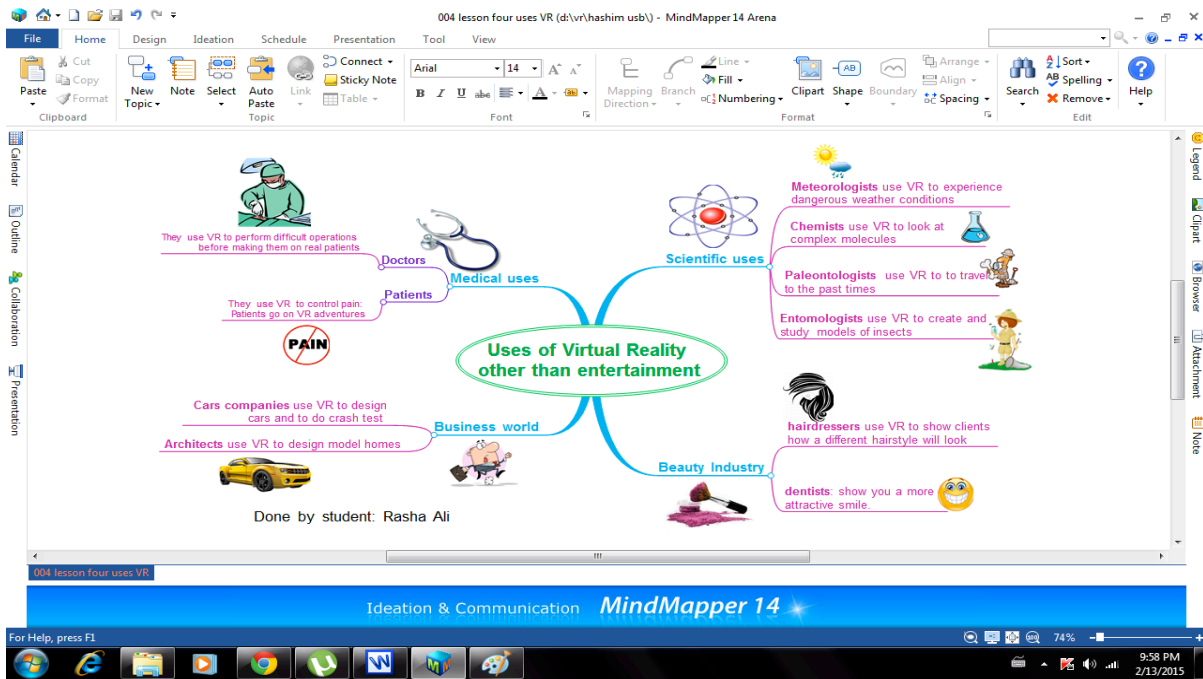 004 lesson four uses VR (d:\vr\hashim usb\) - MindMapper 14 Arena
File Home Design Ideation Schedule Presentation Tool View
Paste
Cut
Copy
Format
Clipboard
New Topic
Note
Select
Auto Paste
Link
Connect
Sticky Note
Table
Topic
Arial 14 A A
B I U abc A ab
Font
Mapping Direction
Branch
Line
Fill
Numbering
Clipart
AB
Shape
Boundary
Arrange
Align
Spacing
Format
Search
Sort
Spelling
Remove
Edit
Help
Calendar
Outline
Collaboration
Presentation
Legend
Clipart
Browser
Attachment
Note
They use VR to perform difficult operations
before making them on real patients
Doctors
Medical uses
Patients
They use VR to control pain:
Patients go on VR adventures
PAIN
Scientific uses
Meteorologists use VR to experience
dangerous weather conditions
Chemists use VR to look at
complex molecules
Paleontologists use VR to to travel
to the past times
Entomologists use VR to create and
study models of insects
Uses of Virtual Reality
other than entertainment
Cars companies use VR to design
cars and to do crash test
Business world
Architects use VR to design model homes
Beauty Industry
hairdressers use VR to show clients
how a different hairstyle will look
dentists: show you a more
attractive smile.
Done by student: Rasha Ali
004 lesson four uses VR
Ideation & Communication MindMapper 14
For Help, press F1
74%
9:58 PM
2/13/2015